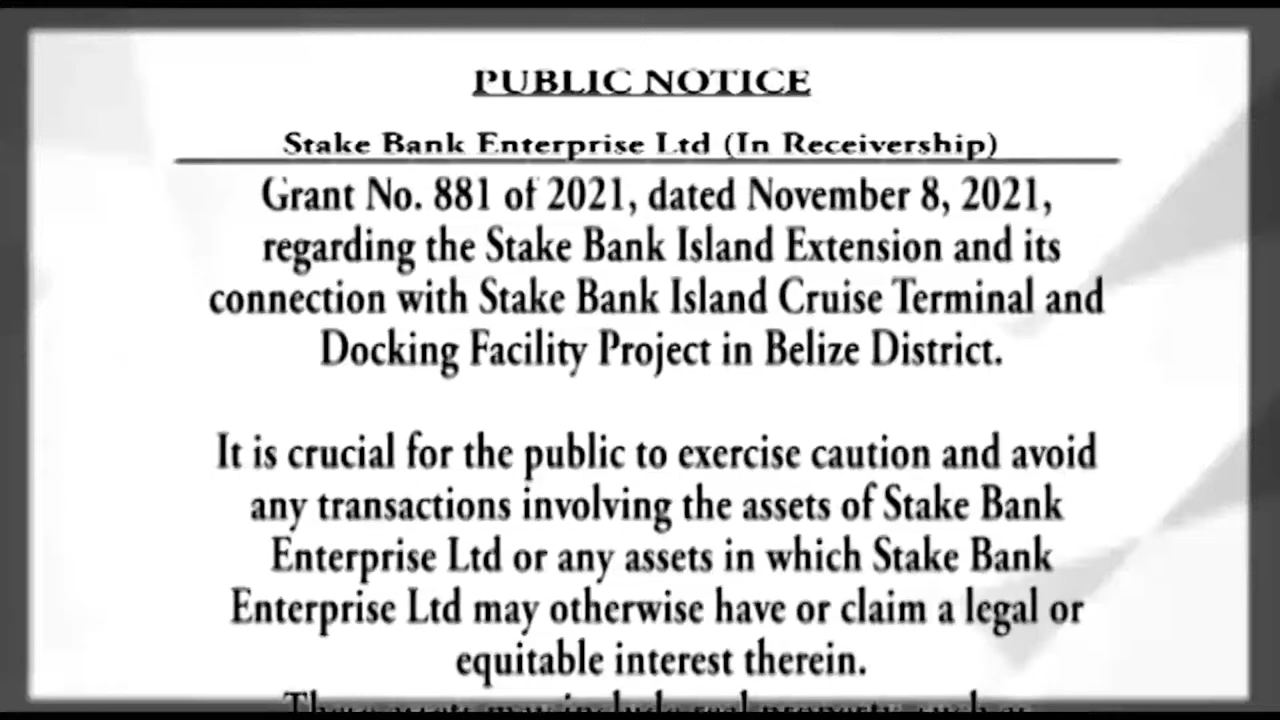 PUBLIC NOTICE
Stake Bank Enterprise Ltd (In Receivership)
Grant No. 881 of 2021, dated November 8, 2021,
regarding the Stake Bank Island Extension and its
connection with Stake Bank Island Cruise Terminal and
Docking Facility Project in Belize District.
It is crucial for the public to exercise caution and avoid
any transactions involving the assets of Stake Bank
Enterprise Ltd or any assets in which Stake Bank
Enterprise Ltd may otherwise have or claim a legal or
equitable interest therein.